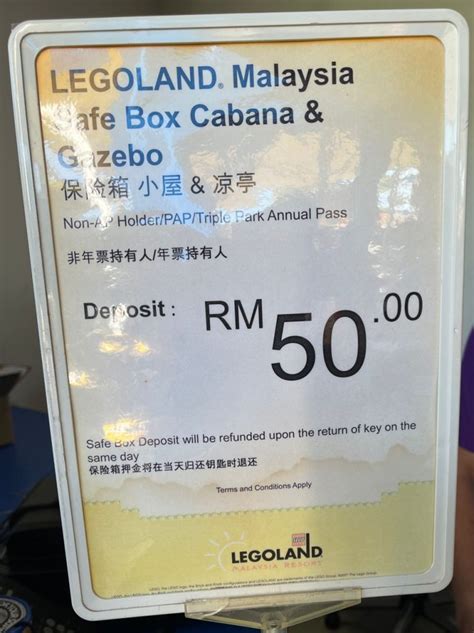 LEGOLAND® Malaysia
Safe Box Cabana &
Gazebo
保险箱 小屋 & 凉亭
Non-AP Holder/PAP/Triple Park Annual Pass
非年票持有人/年票持有人
Deposit : RM 50.00
Safe Box Deposit will be refunded upon the return of key on the
same day
保险箱押金将在当天归还钥匙时退还
Terms and Conditions Apply
LEGOLAND
MALAYSIA RESORT